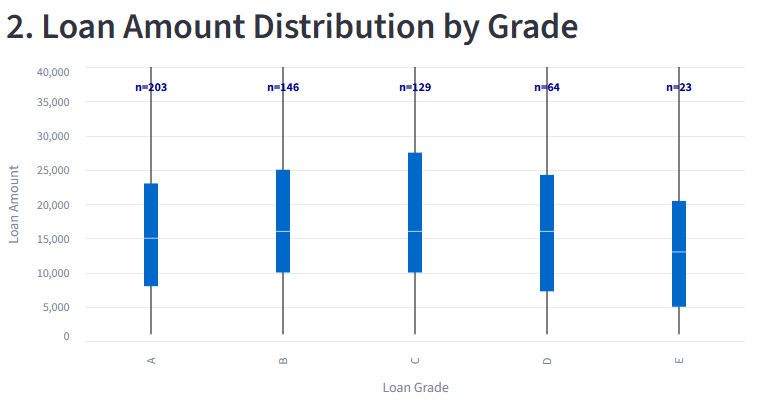 2. Loan Amount Distribution by Grade
40,000
35,000
30,000
25,000
20,000
15,000
10,000
5,000
0
Loan Amount
n=203
n=146
n=129
n=64
n=23
A
B
C
D
E
Loan Grade